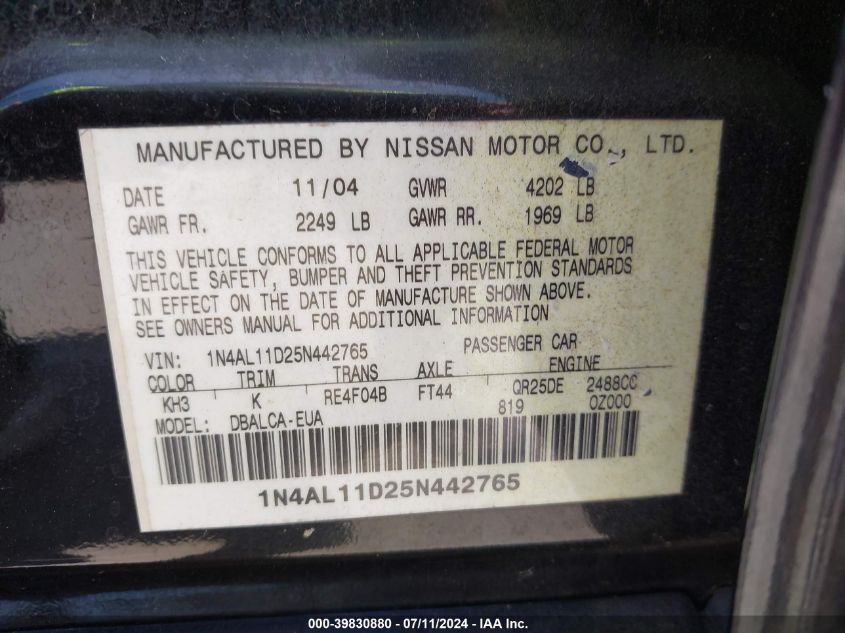 MANUFACTURED BY NISSAN MOTOR CO., LTD.
DATE 11/04 GVWR 4202 LB
GAWR FR. 2249 LB GAWR RR. 1969 LB
THIS VEHICLE CONFORMS TO ALL APPLICABLE FEDERAL MOTOR
VEHICLE SAFETY, BUMPER AND THEFT PREVENTION STANDARDS
IN EFFECT ON THE DATE OF MANUFACTURE SHOWN ABOVE.
SEE OWNERS MANUAL FOR ADDITIONAL INFORMATION
VIN: 1N4AL11D25N442765 PASSENGER CAR
COLOR TRIM TRANS AXLE ENGINE
KH3 K RE4F04B FT44 QR25DE 2488CC
MODEL: DBALCA-EUA 819 0Z000
1N4AL11D25N442765
000-39830880 - 07/11/2024 - IAA Inc.